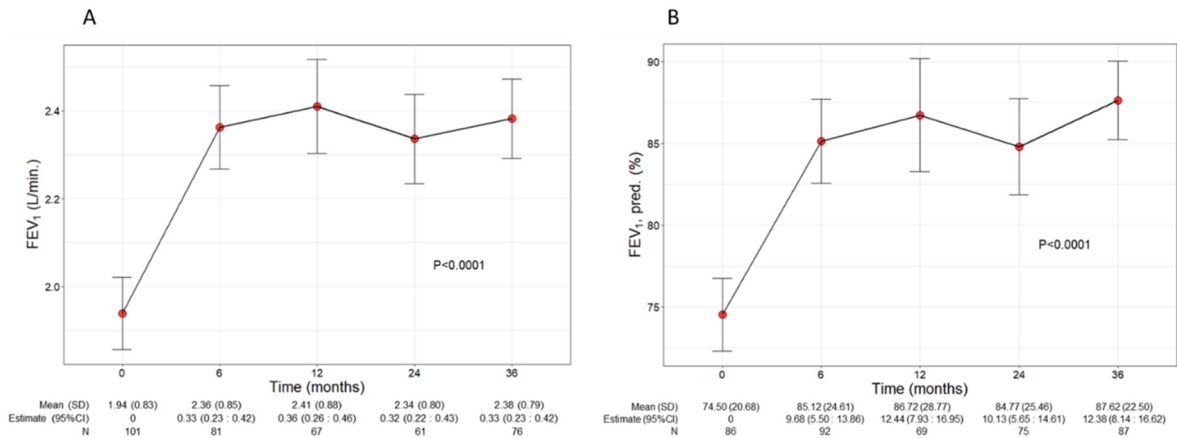 A
FEV1 (L/min.)
2.4
2.2
2.0
P<0.0001
0 6 12 24 36
Time (months)
Mean (SD) 1.94 (0.83) 2.36 (0.85) 2.41 (0.88) 2.34 (0.80) 2.38 (0.79)
Estimate (95%CI) 0 0.33 (0.23 : 0.42) 0.36 (0.26 : 0.46) 0.32 (0.22 : 0.43) 0.33 (0.23 : 0.42)
N 101 81 67 61 76
B
FEV1, pred. (%)
90
85
80
75
P<0.0001
0 6 12 24 36
Time (months)
Mean (SD) 74.50 (20.68) 85.12 (24.61) 86.72 (28.77) 84.77 (25.46) 87.62 (22.50)
Estimate (95%CI) 0 9.68 (5.50 : 13.86) 12.44 (7.93 : 16.95) 10.13 (5.65 : 14.61) 12.38 (8.14 : 16.62)
N 86 92 69 75 87